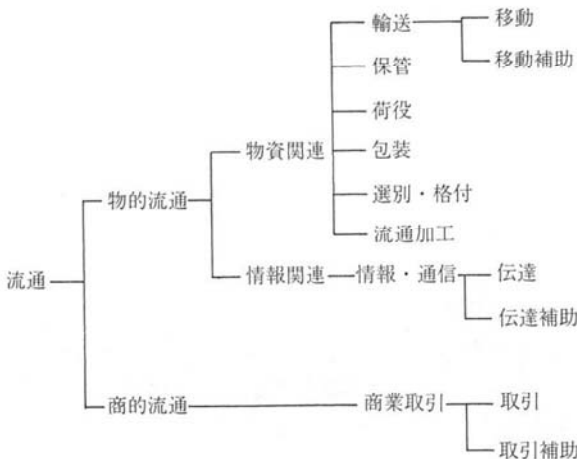 輸送
移動
移動補助
保管
荷役
物資関連
包装
選別・格付
物的流通
流通加工
流通
情報関連
情報・通信
伝達
伝達補助
商的流通
商業取引
取引
取引補助